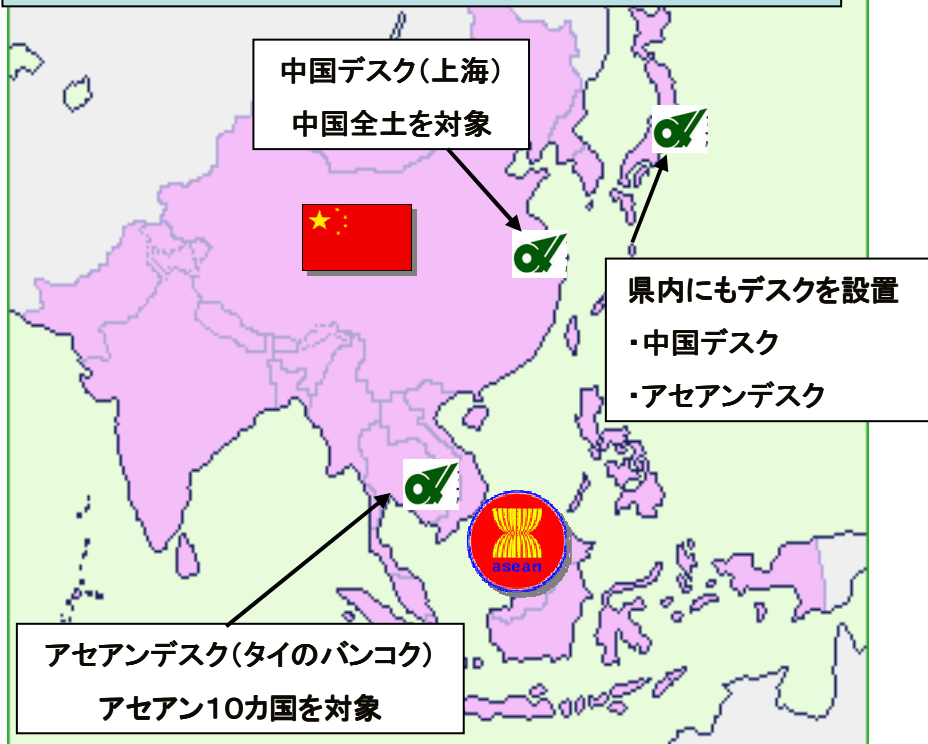 中国デスク（上海）
中国全土を対象
県内にもデスクを設置
・中国デスク
・アセアンデスク
asean
アセアンデスク（タイのバンコク）
アセアン１０カ国を対象